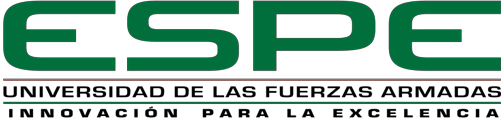 ESPE
UNIVERSIDAD DE LAS FUERZAS ARMADAS
INNOVACIÓN PARA LA EXCELENCIA